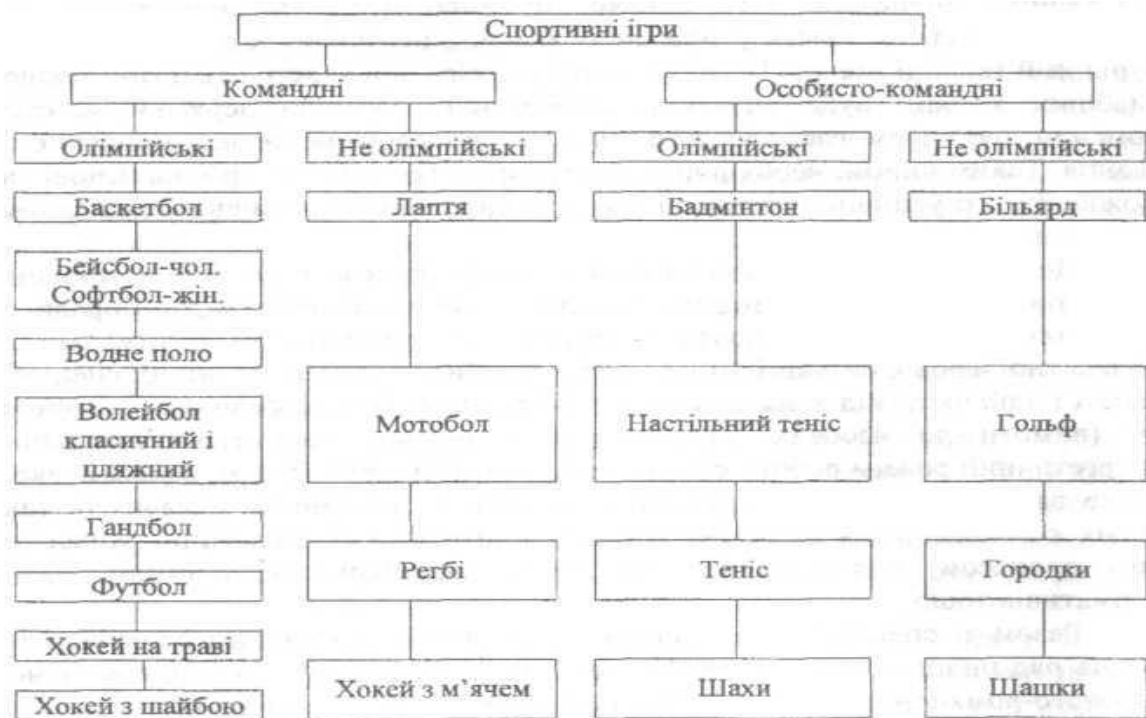 Спортивні ігри
Командні
Особисто-командні
Олімпійські
Не олімпійські
Олімпійські
Не олімпійські
Баскетбол
Лаптя
Бадмінтон
Більярд
Бейсбол-чол.
Софтбол-жін.
Водне поло
Волейбол
класичний і
пляжний
Мотобол
Настільний теніс
Гольф
Гандбол
Футбол
Регбі
Теніс
Городки
Хокей на траві
Хокей з шайбою
Хокей з м’ячем
Шахи
Шашки